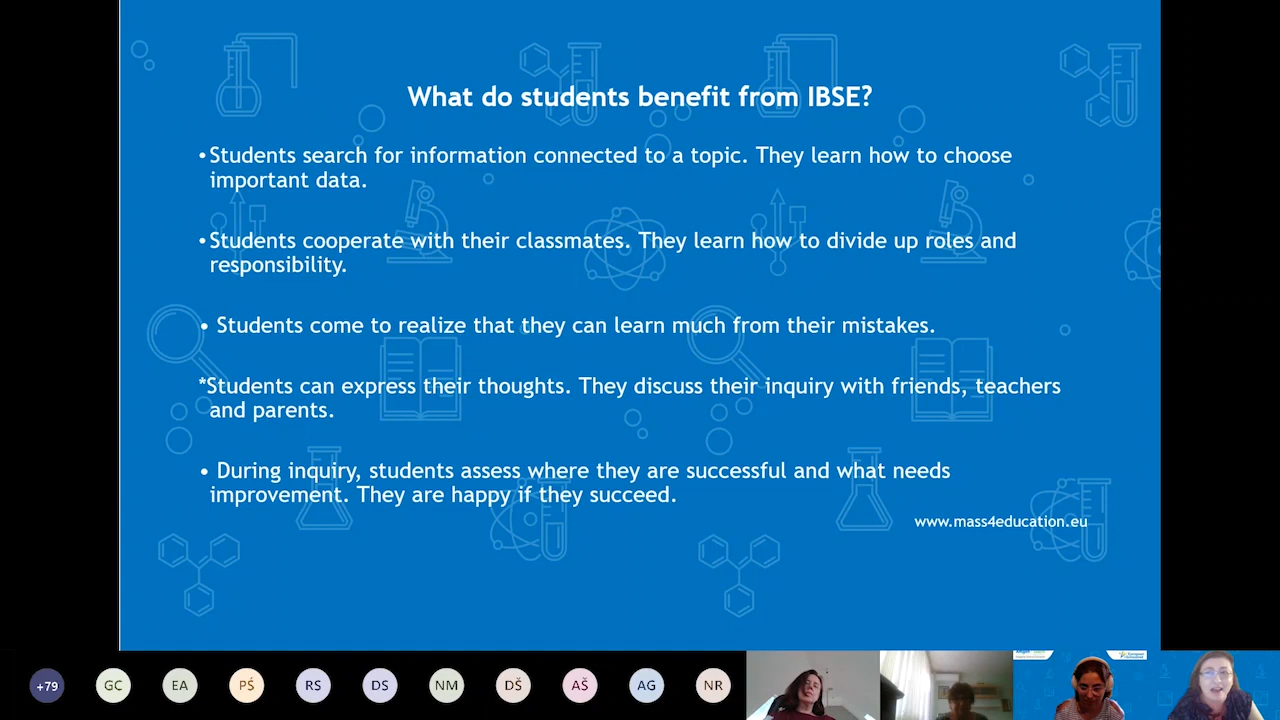 What do students benefit from IBSE?
•Students search for information connected to a topic. They learn how to choose
important data.
•Students cooperate with their classmates. They learn how to divide up roles and
responsibility.
• Students come to realize that they can learn much from their mistakes.
*Students can express their thoughts. They discuss their inquiry with friends, teachers
and parents.
• During inquiry, students assess where they are successful and what needs
improvement. They are happy if they succeed.
www.mass4education.eu
+79 GC EA PŚ RS DS NM DŠ AŠ AG NR